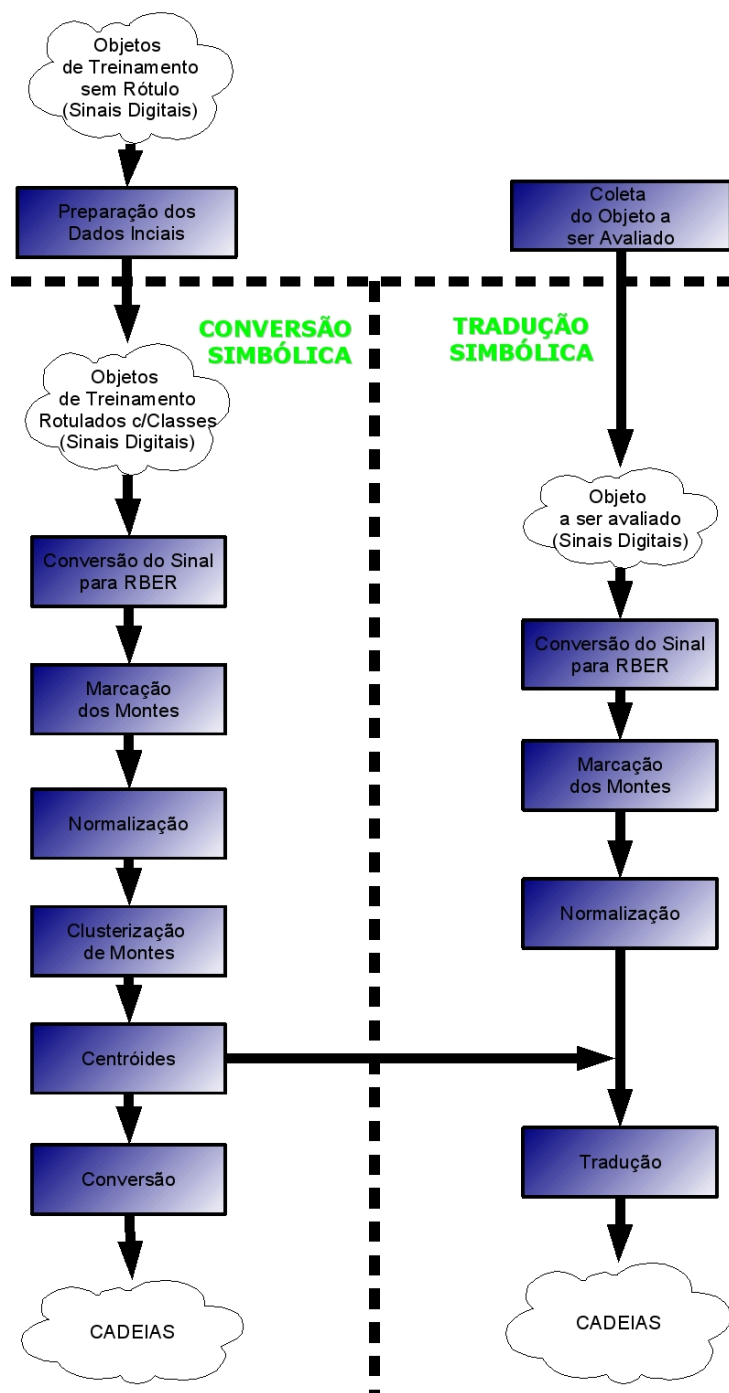 Objetos
de Treinamento
sem Rótulo
(Sinais Digitais)
Preparação dos
Dados Inciais
CONVERSÃO
SIMBÓLICA
Objetos
de Treinamento
Rotulados c/Classes
(Sinais Digitais)
Conversão do Sinal
para RBER
Marcação
dos Montes
Normalização
Clusterização
de Montes
Centróides
Conversão
CADEIAS
Coleta
do Objeto a
ser Avaliado
TRADUÇÃO
SIMBÓLICA
Objeto
a ser avaliado
(Sinais Digitais)
Conversão do Sinal
para RBER
Marcação
dos Montes
Normalização
Tradução
CADEIAS